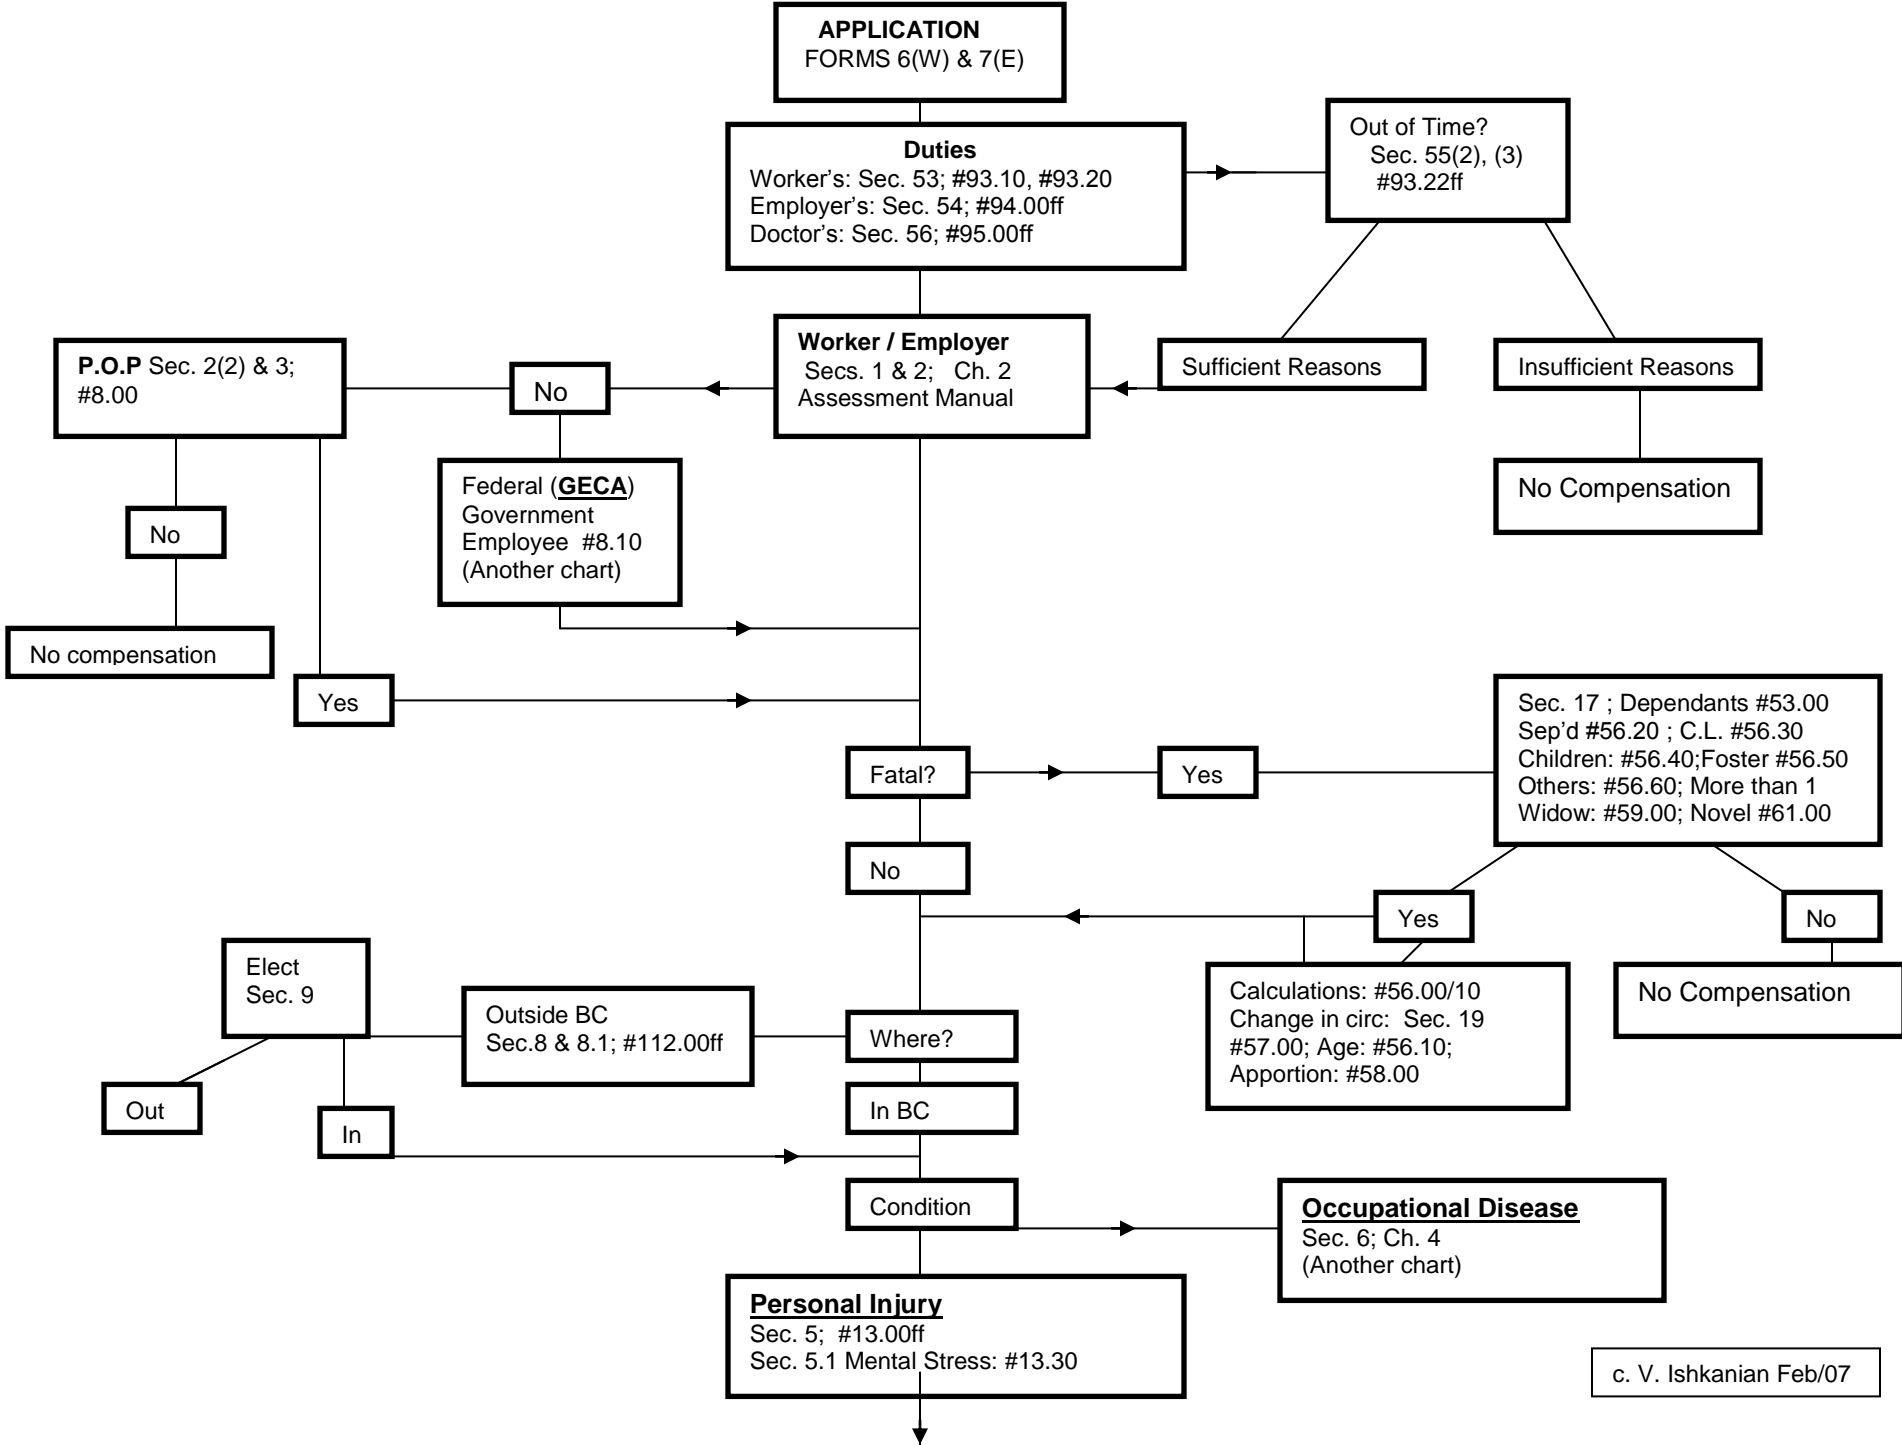 APPLICATION
FORMS 6(W) & 7(E)
Duties
Worker's: Sec. 53; #93.10, #93.20
Employer's: Sec. 54; #94.00ff
Doctor's: Sec. 56; #95.00ff
Out of Time?
Sec. 55(2), (3)
#93.22ff
P.O.P Sec. 2(2) & 3;
#8.00
No
Worker / Employer
Secs. 1 & 2; Ch. 2
Assessment Manual
Sufficient Reasons
Insufficient Reasons
No
Federal (GECA)
Government
Employee #8.10
(Another chart)
No Compensation
No compensation
Yes
Fatal?
Yes
Sec. 17 ; Dependants #53.00
Sep'd #56.20 ; C.L. #56.30
Children: #56.40;Foster #56.50
Others: #56.60; More than 1
Widow: #59.00; Novel #61.00
No
Yes
No
Elect
Sec. 9
Outside BC
Sec.8 & 8.1; #112.00ff
Where?
Calculations: #56.00/10
Change in circ: Sec. 19
#57.00; Age: #56.10;
Apportion: #58.00
No Compensation
Out
In
In BC
Condition
Occupational Disease
Sec. 6; Ch. 4
(Another chart)
Personal Injury
Sec. 5; #13.00ff
Sec. 5.1 Mental Stress: #13.30
c. V. Ishkanian Feb/07